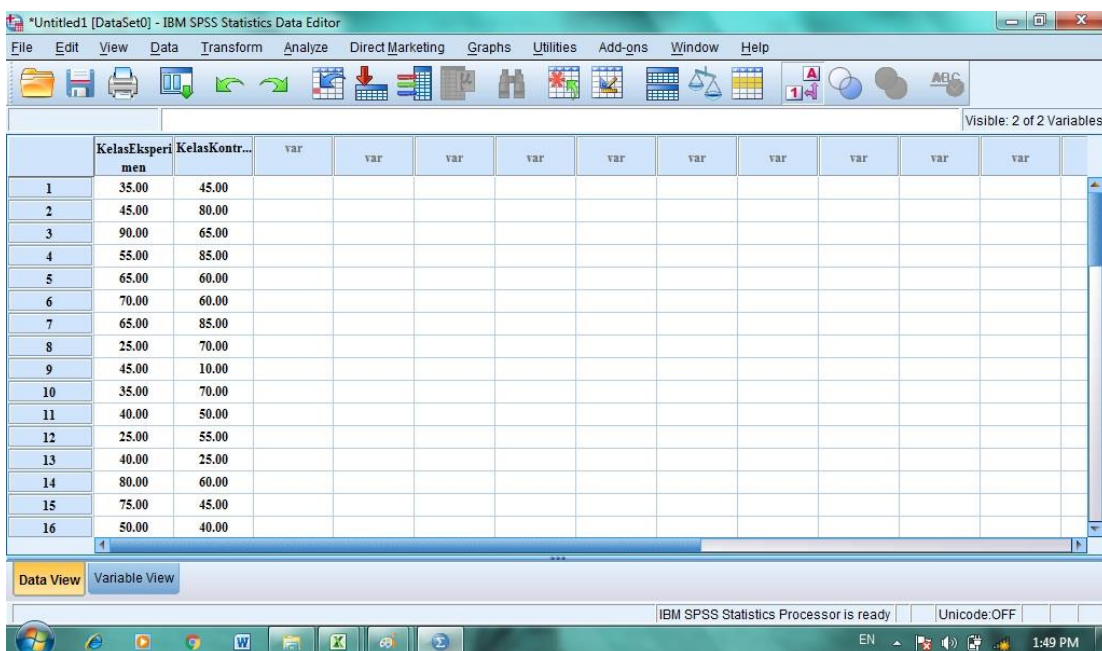 *Untitled1 [DataSet0] - IBM SPSS Statistics Data Editor
File Edit View Data Transform Analyze Direct Marketing Graphs Utilities Add-ons Window Help
Visible: 2 of 2 Variables
KelasEksperi men KelasKontr... var var var var var var var var var var
1 35.00 45.00
2 45.00 80.00
3 90.00 65.00
4 55.00 85.00
5 65.00 60.00
6 70.00 60.00
7 65.00 85.00
8 25.00 70.00
9 45.00 10.00
10 35.00 70.00
11 40.00 50.00
12 25.00 55.00
13 40.00 25.00
14 80.00 60.00
15 75.00 45.00
16 50.00 40.00
Data View Variable View
IBM SPSS Statistics Processor is ready Unicode:OFF
EN 1:49 PM